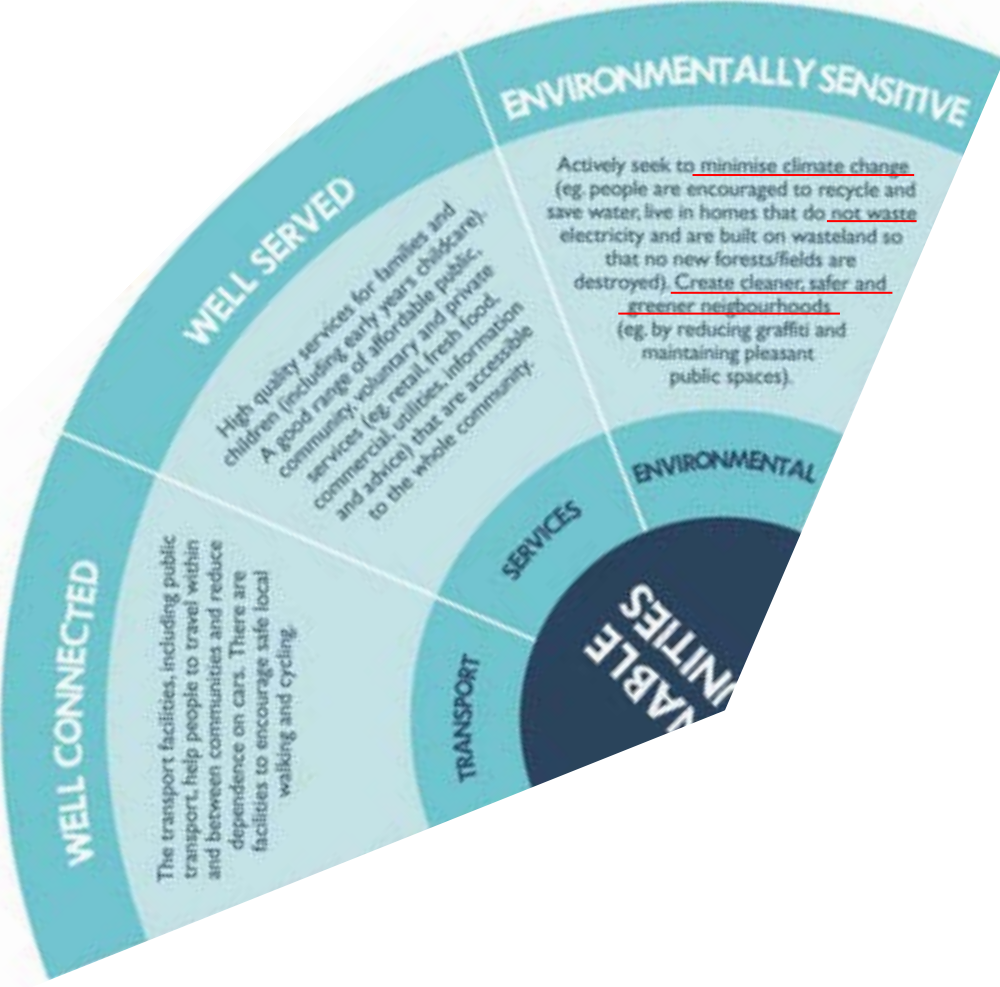 ENVIRONMENTALLY SENSITIVE
Actively seek to minimise climate change
(eg. people are encouraged to recycle and
save water, live in homes that do not waste
electricity and are built on wasteland so
that no new forests/fields are
destroyed). Create cleaner, safer and
greener neigbourhoods
(eg. by reducing graffiti and
maintaining pleasant
public spaces).
ENVIRONMENTAL
WELL SERVED
High quality services for families and
children (including early years childcare).
A good range of affordable public,
community, voluntary and private
services (eg. retail, fresh food,
commercial, utilities, information
and advice) that are accessible
to the whole community.
SERVICES
WELL CONNECTED
The transport facilities, including public
transport, help people to travel within
and between communities and reduce
dependence on cars. There are
facilities to encourage safe local
walking and cycling.
TRANSPORT
NABLE
UNITIES